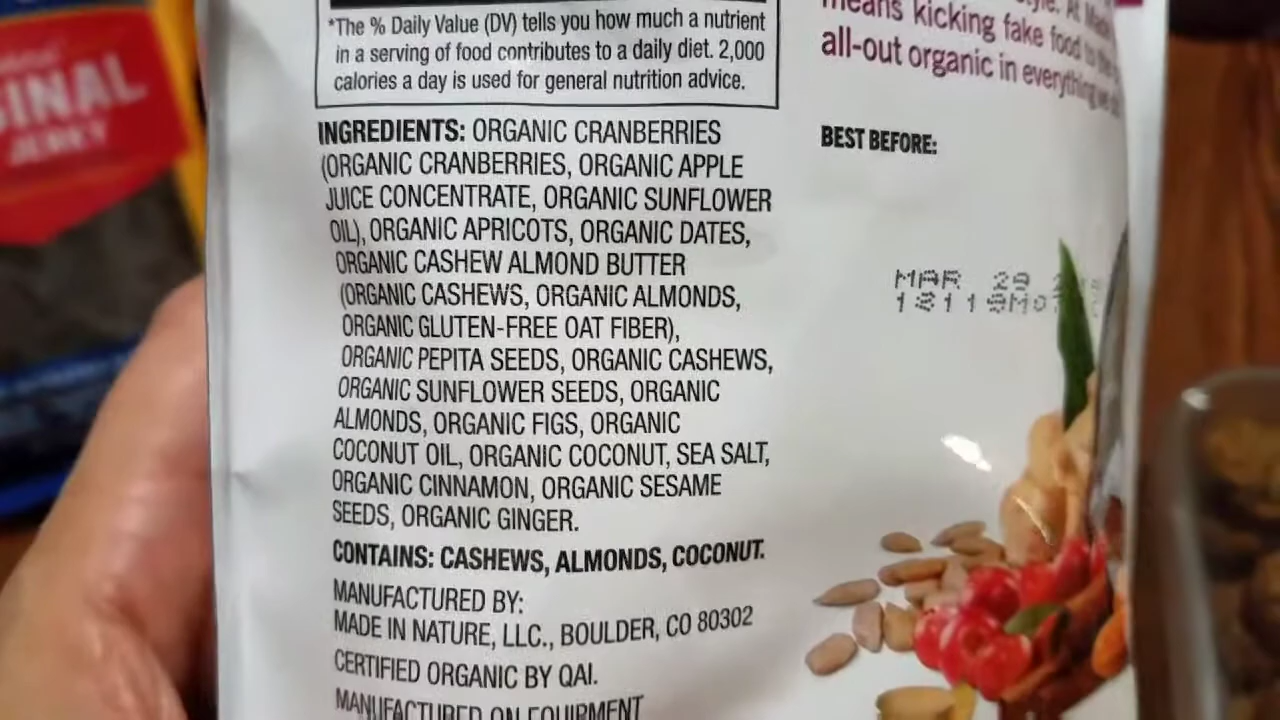 GINAL
JERKY
*The % Daily Value (DV) tells you how much a nutrient
in a serving of food contributes to a daily diet. 2,000
calories a day is used for general nutrition advice.
INGREDIENTS: ORGANIC CRANBERRIES
(ORGANIC CRANBERRIES, ORGANIC APPLE
JUICE CONCENTRATE, ORGANIC SUNFLOWER
OIL), ORGANIC APRICOTS, ORGANIC DATES,
ORGANIC CASHEW ALMOND BUTTER
(ORGANIC CASHEWS, ORGANIC ALMONDS,
ORGANIC GLUTEN-FREE OAT FIBER),
ORGANIC PEPITA SEEDS, ORGANIC CASHEWS,
ORGANIC SUNFLOWER SEEDS, ORGANIC
ALMONDS, ORGANIC FIGS, ORGANIC
COCONUT OIL, ORGANIC COCONUT, SEA SALT,
ORGANIC CINNAMON, ORGANIC SESAME
SEEDS, ORGANIC GINGER.
CONTAINS: CASHEWS, ALMONDS, COCONUT.
MANUFACTURED BY:
MADE IN NATURE, LLC., BOULDER, CO 80302
CERTIFIED ORGANIC BY QAI.
MANUFACTURED ON EQUIPMENT
style. At
means kicking fake food to
all-out organic in everything we
BEST BEFORE:
MAR 29